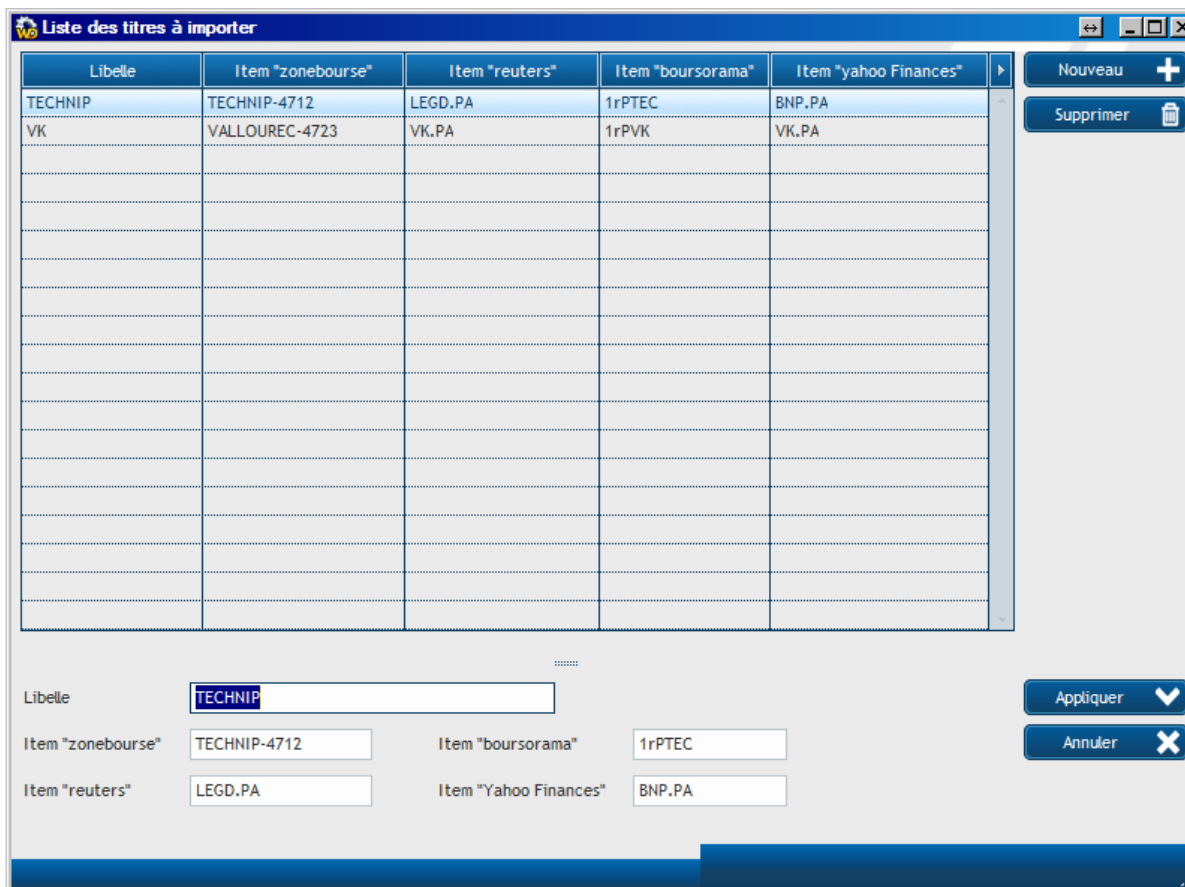 Liste des titres à importer
Libelle Item "zonebourse" Item "reuters" Item "boursorama" Item "yahoo Finances" Nouveau
TECHNIP TECHNIP-4712 LEGD.PA 1rPTEC BNP.PA Supprimer
VK VALLOUREC-4723 VK.PA 1rPVK VK.PA
Libelle TECHNIP Appliquer
Item "zonebourse" TECHNIP-4712 Item "boursorama" 1rPTEC Annuler
Item "reuters" LEGD.PA Item "Yahoo Finances" BNP.PA